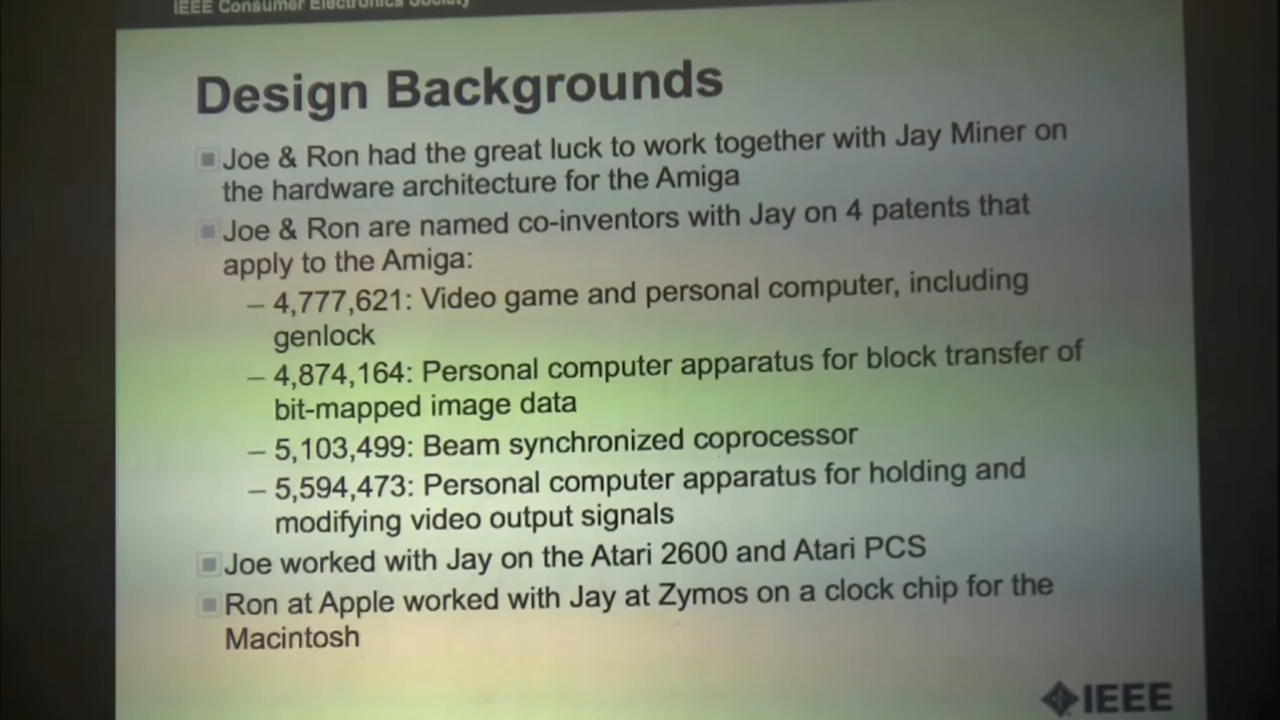 IEEE Consumer Electronics Society
Design Backgrounds
Joe & Ron had the great luck to work together with Jay Miner on
the hardware architecture for the Amiga
Joe & Ron are named co-inventors with Jay on 4 patents that
apply to the Amiga:
– 4,777,621: Video game and personal computer, including
genlock
– 4,874,164: Personal computer apparatus for block transfer of
bit-mapped image data
– 5,103,499: Beam synchronized coprocessor
– 5,594,473: Personal computer apparatus for holding and
modifying video output signals
Joe worked with Jay on the Atari 2600 and Atari PCS
Ron at Apple worked with Jay at Zymos on a clock chip for the
Macintosh
IEEE